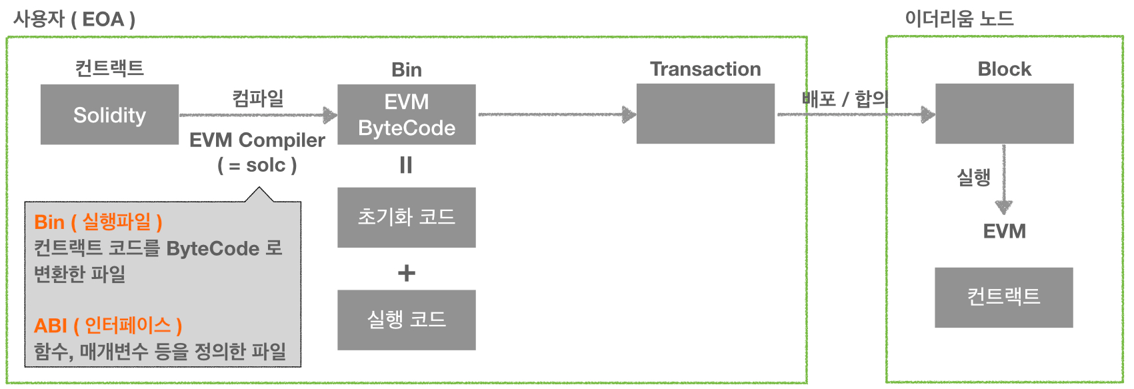 사용자 ( EOA )
이더리움 노드
컨트랙트
Solidity
컴파일
EVM Compiler
( = solc )
Bin
EVM
ByteCode
=
초기화 코드
+
실행 코드
Bin ( 실행파일 )
컨트랙트 코드를 ByteCode 로
변환한 파일
ABI ( 인터페이스 )
함수, 매개변수 등을 정의한 파일
Transaction
배포 / 합의
Block
실행
EVM
컨트랙트